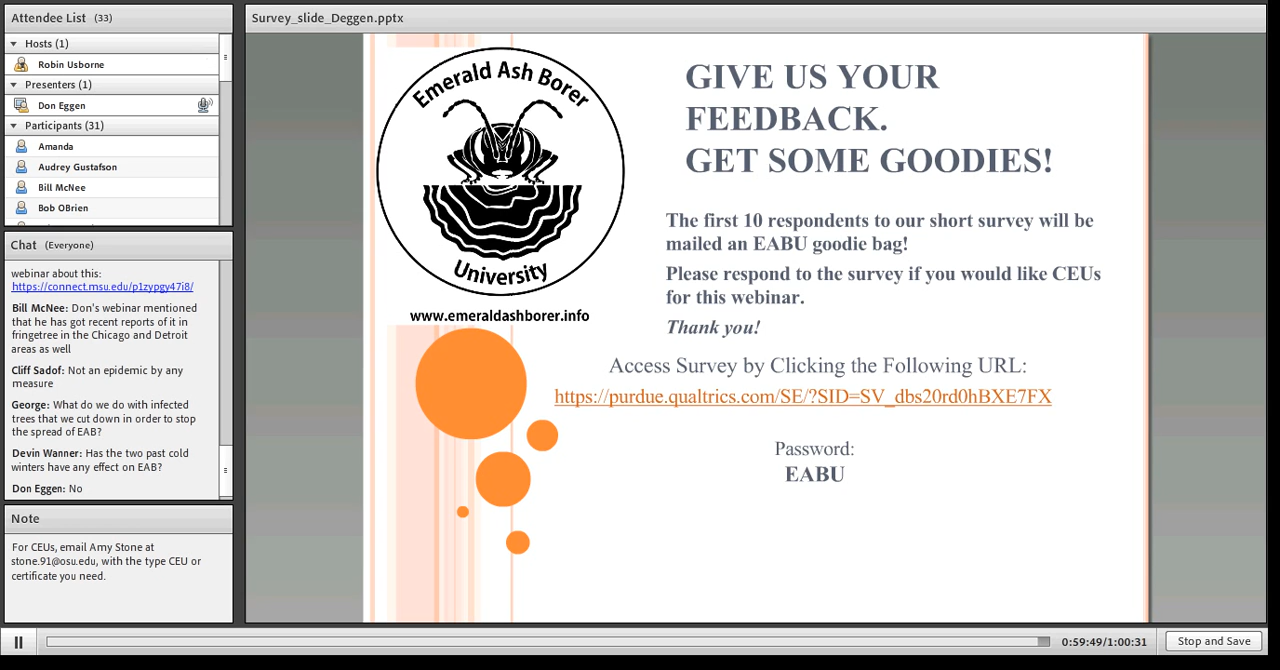 Attendee List (33)
Hosts (1)
Robin Usborne
Presenters (1)
Don Eggen
Participants (31)
Amanda
Audrey Gustafson
Bill McNee
Bob OBrien
Chat (Everyone)
webinar about this:
https://connect.msu.edu/p1zypgy47i8/
Bill McNee: Don's webinar mentioned
that he has got recent reports of it in
fringetree in the Chicago and Detroit
areas as well
Cliff Sadof: Not an epidemic by any
measure
George: What do we do with infected
trees that we cut down in order to stop
the spread of EAB?
Devin Wanner: Has the two past cold
winters have any effect on EAB?
Don Eggen: No
Note
For CEUs, email Amy Stone at
stone.91@osu.edu, with the type CEU or
certificate you need.
Survey_slide_Deggen.pptx
Emerald Ash Borer
University
www.emeraldashborer.info
GIVE US YOUR
FEEDBACK.
GET SOME GOODIES!
The first 10 respondents to our short survey will be
mailed an EABU goodie bag!
Please respond to the survey if you would like CEUs
for this webinar.
Thank you!
Access Survey by Clicking the Following URL:
https://purdue.qualtrics.com/SE/?SID=SV_dbs20rd0hBXE7FX
Password:
EABU
0:59:49/1:00:31
Stop and Save